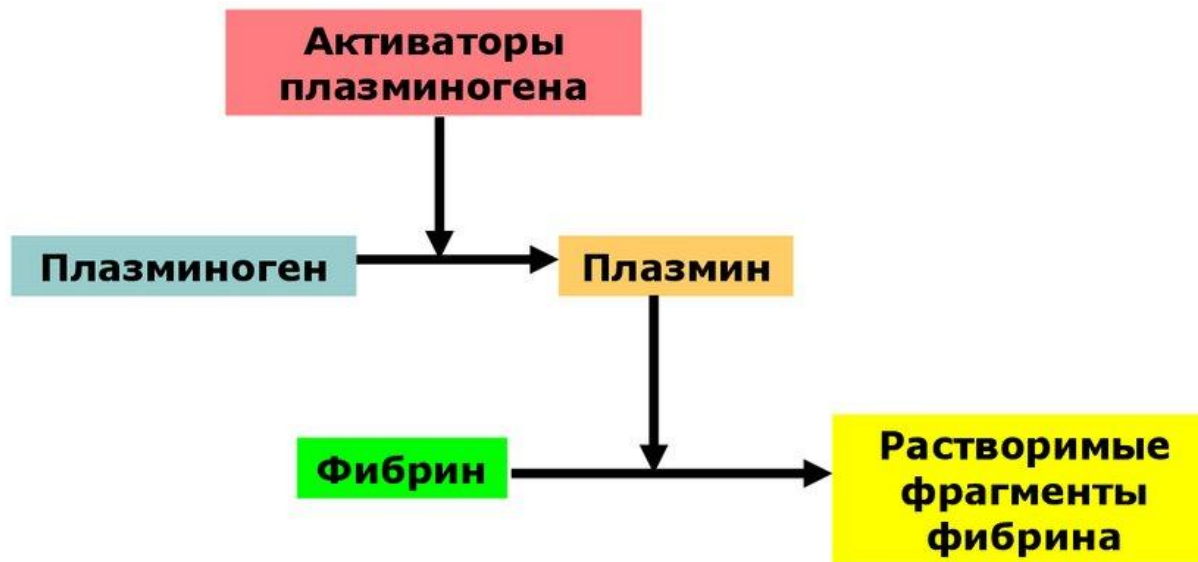 Активаторы
плазминогена
Плазминоген
Плазмин
Фибрин
Растворимые
фрагменты
фибрина